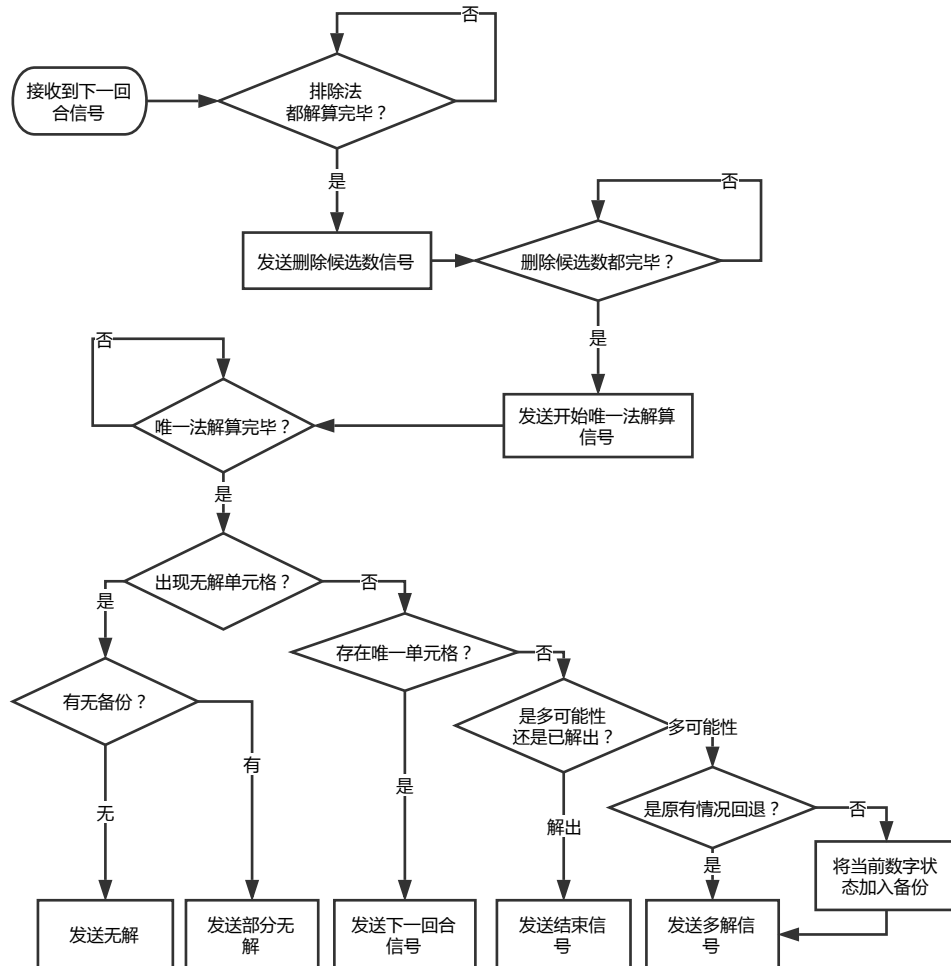 否
接收到下一回
合信号
排除法
都解算完毕？
是
否
发送删除候选数信号
删除候选数都完毕？
是
否
发送开始唯一法解算
信号
唯一法解算完毕？
是
出现无解单元格？
否
是
存在唯一单元格？
否
有无备份？
是多可能性
还是已解出？
多可能性
有
是
无
解出
是原有情况回退？
否
是
将当前数字状
态加入备份
发送无解
发送部分无
解
发送下一回合
信号
发送结束信
号
发送多解信
号